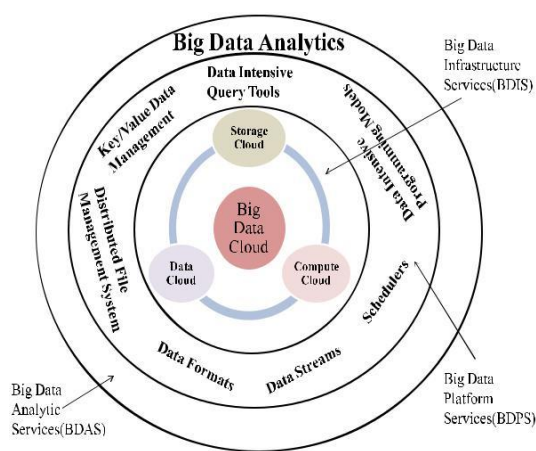 Big Data Analytics
Big Data
Infrastructure
Services(BDIS)
Data Intensive
Query Tools
Key/Value Data
Management
Data Intensive
Programming Models
Storage
Cloud
Big
Data
Cloud
Distributed File
Management System
Data
Cloud
Compute
Cloud
Schedulers
Data Formats
Data Streams
Big Data
Analytic
Services(BDAS)
Big Data
Platform
Services(BDPS)